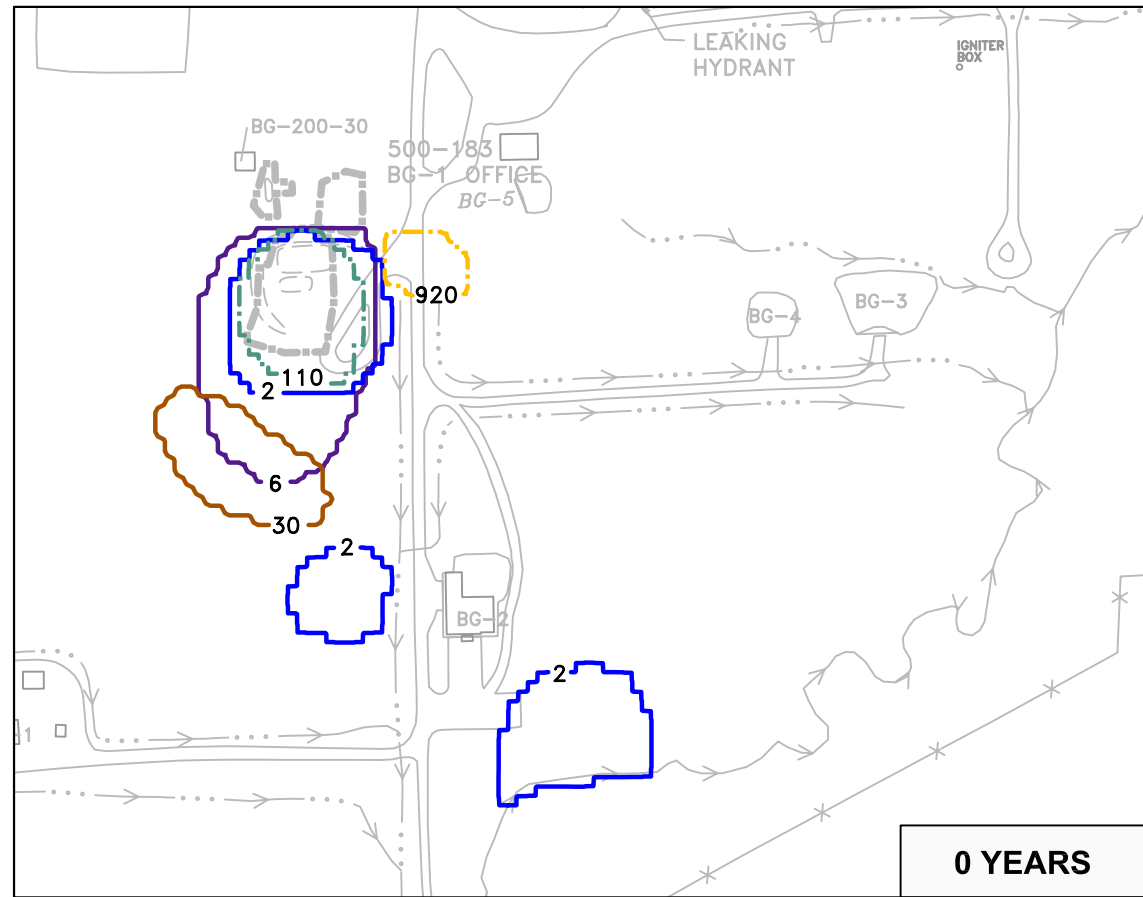 LEAKING
HYDRANT
IGNITER
BOX
BG-200-30
500-183
BG-1 OFFICE
BG-5
920
BG-4
BG-3
110
2
6
30
2
BG-2
2
1
0 YEARS